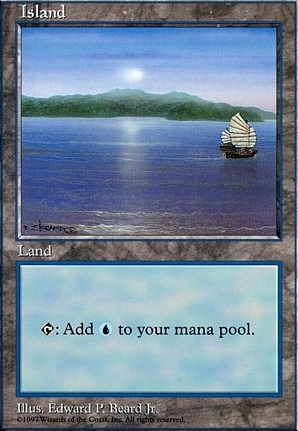 Island
Land
: Add to your mana pool.
Illus. Edward P. Beard Jr.
©1997 Wizards of the Coast, Inc. All rights reserved.